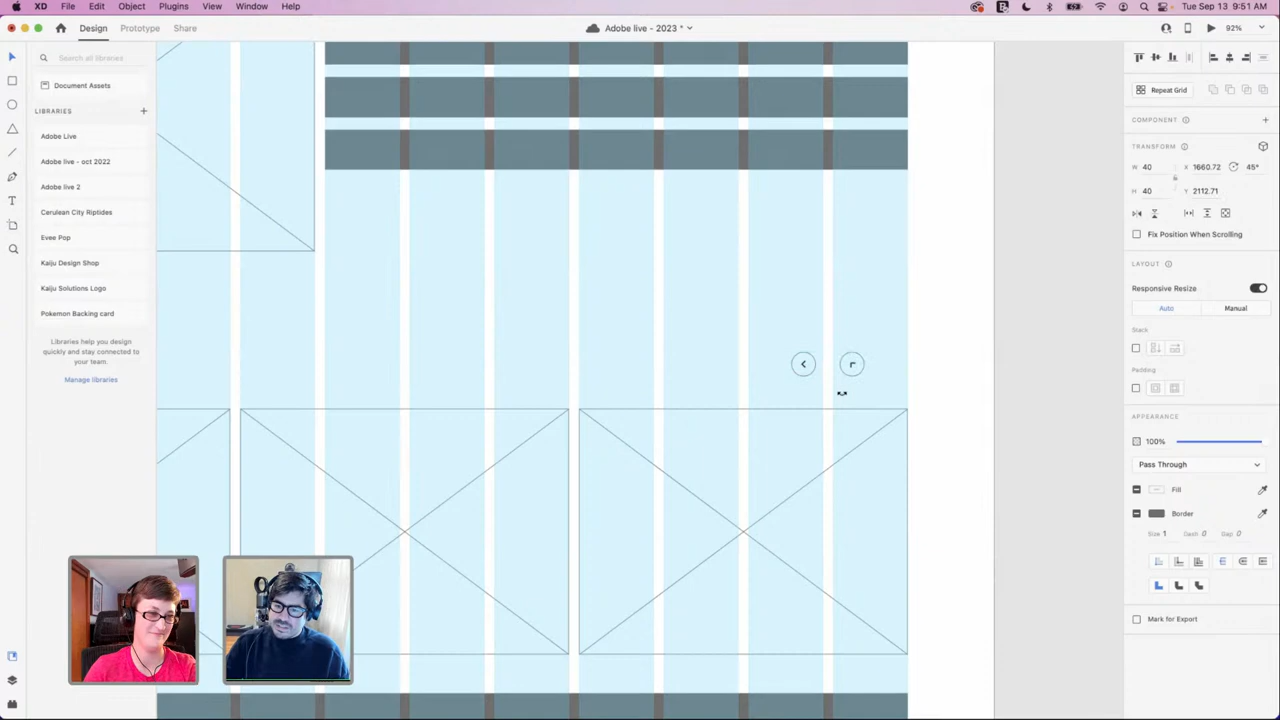 XD File Edit Object Plugins View Window Help
Tue Sep 13 9:51 AM
Design Prototype Share
Adobe live - 2023 *
92%
Search all libraries
Document Assets
LIBRARIES
Adobe Live
Adobe live - oct 2022
Adobe live 2
Cerulean City Riptides
Evee Pop
Kaiju Design Shop
Kaiju Solutions Logo
Pokemon Backing card
Libraries help you design
quickly and stay connected to
your team.
Manage libraries
Repeat Grid
COMPONENT
TRANSFORM
W 40 X 1660.72 45°
H 40 Y 2112.71
Fix Position When Scrolling
LAYOUT
Responsive Resize
Auto Manual
Stack
Padding
APPEARANCE
100%
Pass Through
Fill
Border
Size 1 Dash 0 Gap 0
Mark for Export